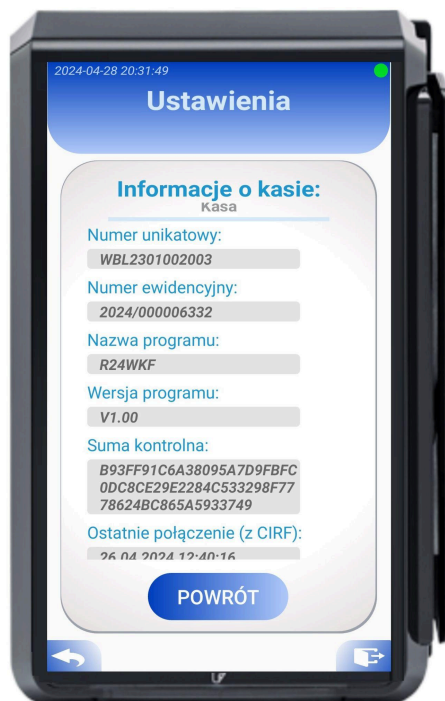 2024-04-28 20:31:49
Ustawienia
Informacje o kasie:
Kasa
Numer unikatowy:
WBL2301002003
Numer ewidencyjny:
2024/000006332
Nazwa programu:
R24WKF
Wersja programu:
V1.00
Suma kontrolna:
B93FF91C6A38095A7D9FBFC
0DC8CE29E2284C533298F77
78624BC865A5933749
Ostatnie połączenie (z CIRF):
26.04.2024 12:40:16
POWRÓT